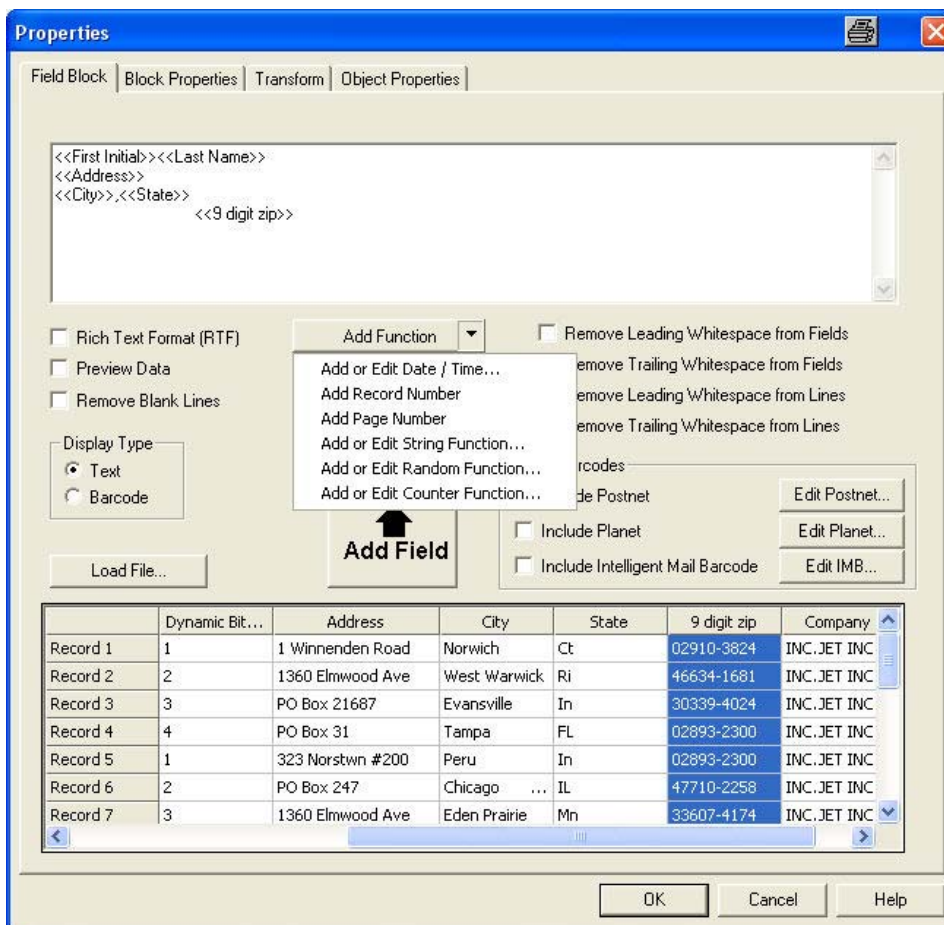 Properties
Field Block Block Properties Transform Object Properties
<<First Initial>><<Last Name>>
<<Address>>
<<City>>,<<State>>
<<9 digit zip>>
Rich Text Format (RTF)
Preview Data
Remove Blank Lines
Display Type
Text
Barcode
Load File...
Add Function
Add or Edit Date / Time...
Add Record Number
Add Page Number
Add or Edit String Function...
Add or Edit Random Function...
Add or Edit Counter Function...
Add Field
Remove Leading Whitespace from Fields
emove Trailing Whitespace from Fields
emove Leading Whitespace from Lines
emove Trailing Whitespace from Lines
rcodes
de Postnet Edit Postnet...
Include Planet Edit Planet...
Include Intelligent Mail Barcode Edit IMB...
Dynamic Bit... Address City State 9 digit zip Company
Record 1 1 1 Winnenden Road Norwich Ct 02910-3824 INC.JET INC
Record 2 2 1360 Elmwood Ave West Warwick Ri 46634-1681 INC.JET INC
Record 3 3 PO Box 21687 Evansville In 30339-4024 INC.JET INC
Record 4 4 PO Box 31 Tampa FL 02893-2300 INC.JET INC
Record 5 1 323 Norstwn #200 Peru In 02893-2300 INC.JET INC
Record 6 2 PO Box 247 Chicago ... IL 47710-2258 INC.JET INC
Record 7 3 1360 Elmwood Ave Eden Prairie Mn 33607-4174 INC.JET INC
OK Cancel Help